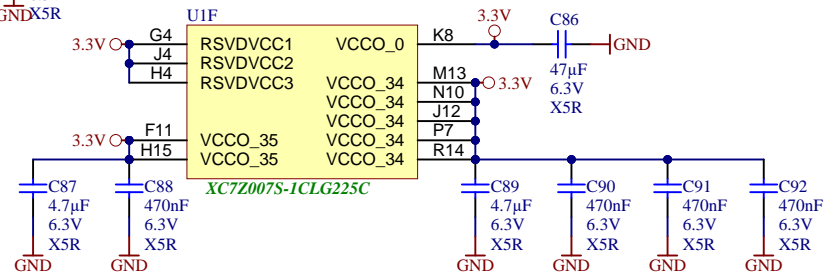 GND X5R
U1F
3.3V
C86
3.3V G4 RSVDVCC1 VCCO_0 K8 GND
J4 RSVDVCC2
H4 RSVDVCC3
47µF
6.3V
X5R
VCCO_34 M13 3.3V
VCCO_34 N10
VCCO_34 J12
3.3V F11 VCCO_35 VCCO_34 P7
H15 VCCO_35 VCCO_34 R14
XC7Z007S-1CLG225C
C87 C88 C89 C90 C91 C92
4.7µF 470nF 4.7µF 470nF 470nF 470nF
6.3V 6.3V 6.3V 6.3V 6.3V 6.3V
X5R X5R X5R X5R X5R X5R
GND GND GND GND GND GND